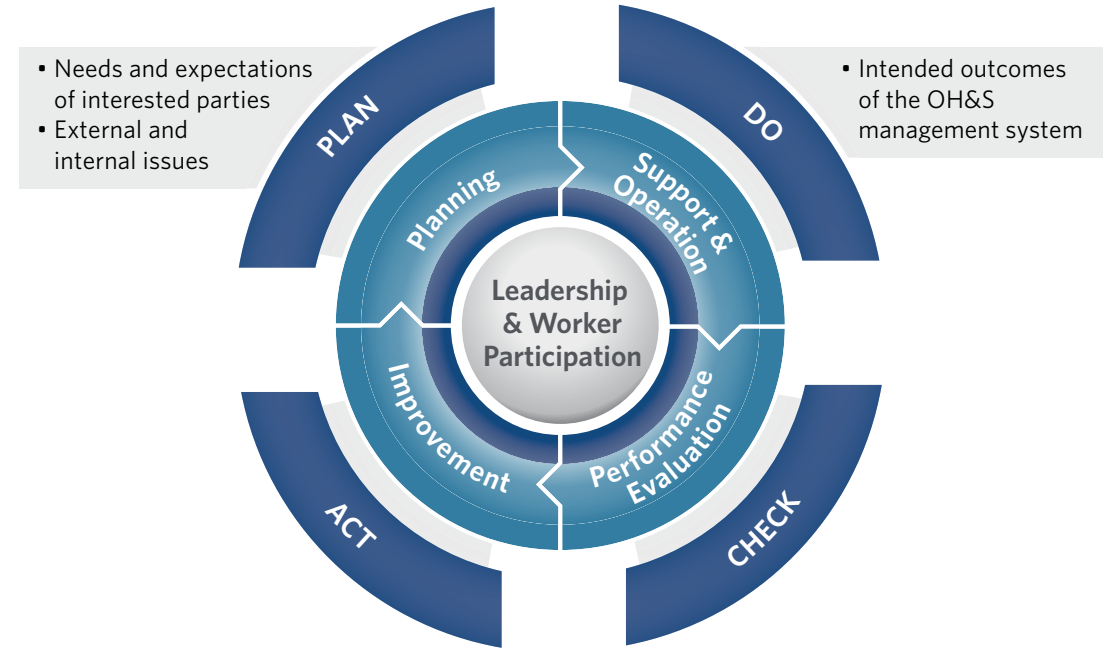 • Needs and expectations
of interested parties
• External and
internal issues
PLAN
DO
• Intended outcomes
of the OH&S
management system
Planning
Support &
Operation
Leadership
& Worker
Participation
Improvement
Performance
Evaluation
ACT
CHECK